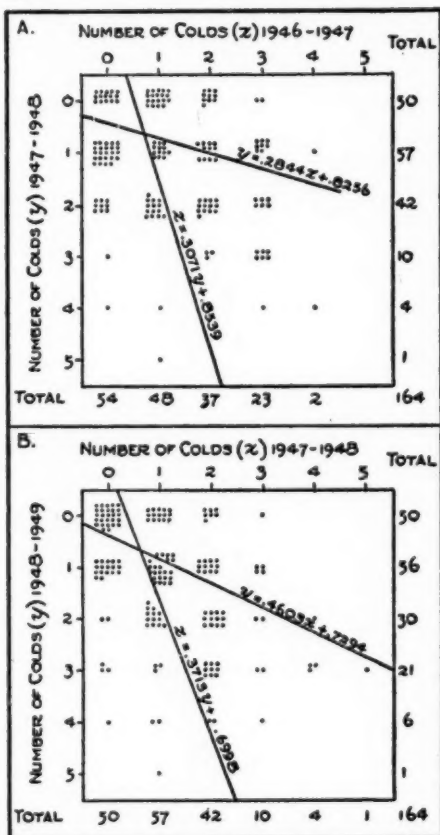 A.
NUMBER OF COLDS (x) 1946-1947
TOTAL
0 1 2 3 4 5
NUMBER OF COLDS (y) 1947-1948
0 50
1 57
2 42
3 10
4 4
5 1
y=.2844x+.8236
x=.3071y+.8539
TOTAL 54 48 37 23 2 164
B.
NUMBER OF COLDS (x) 1947-1948
TOTAL
0 1 2 3 4 5
NUMBER OF COLDS (y) 1948-1949
0 50
1 56
2 30
3 21
4 6
5 1
y=.4603x+.7294
x=.3713y+.6998
TOTAL 50 57 42 10 4 1 164